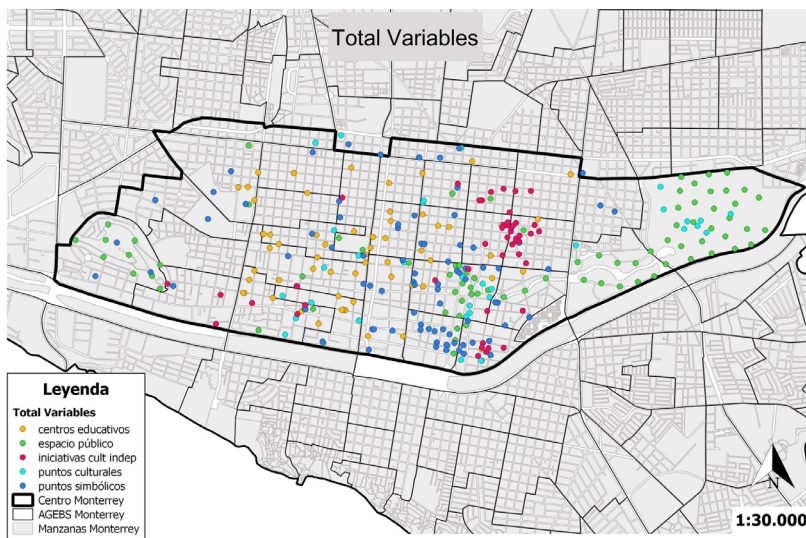 Total Variables
Leyenda
Total Variables
centros educativos
espacio público
iniciativas cult indep
puntos culturales
puntos simbólicos
Centro Monterrey
AGEBS Monterrey
Manzanas Monterrey
N
1:30.000